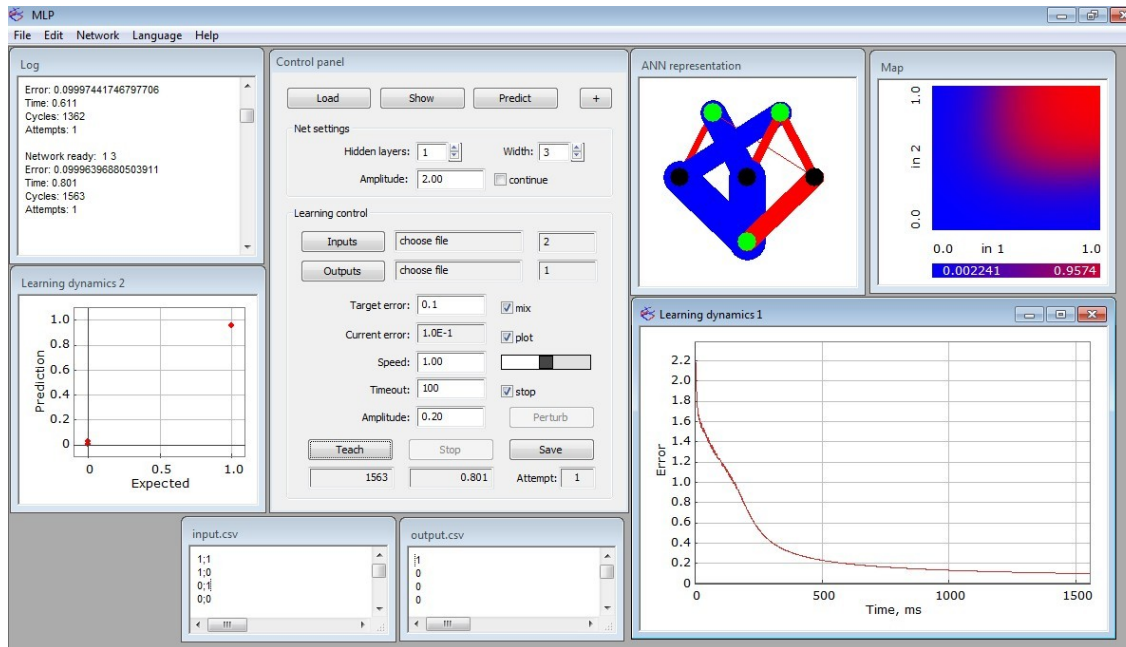 MLP
File Edit Network Language Help
Log
Error: 0.09997441746797706
Time: 0.611
Cycles: 1362
Attempts: 1
Network ready: 1 3
Error: 0.09996396880503911
Time: 0.801
Cycles: 1563
Attempts: 1
Learning dynamics 2
1.0
0.8
0.6
0.4
0.2
0
Prediction
0 0.5 1.0
Expected
Control panel
Load Show Predict +
Net settings
Hidden layers: 1 Width: 3
Amplitude: 2.00 continue
Learning control
Inputs choose file 2
Outputs choose file 1
Target error: 0.1 mix
Current error: 1.0E-1 plot
Speed: 1.00
Timeout: 100 stop
Amplitude: 0.20 Perturb
Teach Stop Save
1563 0.801 Attempt: 1
ANN representation
Map
1.0
in 2
0.0
0.0 in 1 1.0
0.002241 0.9574
Learning dynamics 1
2.2
2.0
1.8
1.6
1.4
1.2
1.0
0.8
0.6
0.4
0.2
0
Error
0 500 1000 1500
Time, ms
input.csv
1;1
1;0
0;1
0;0
output.csv
1
0
0
0